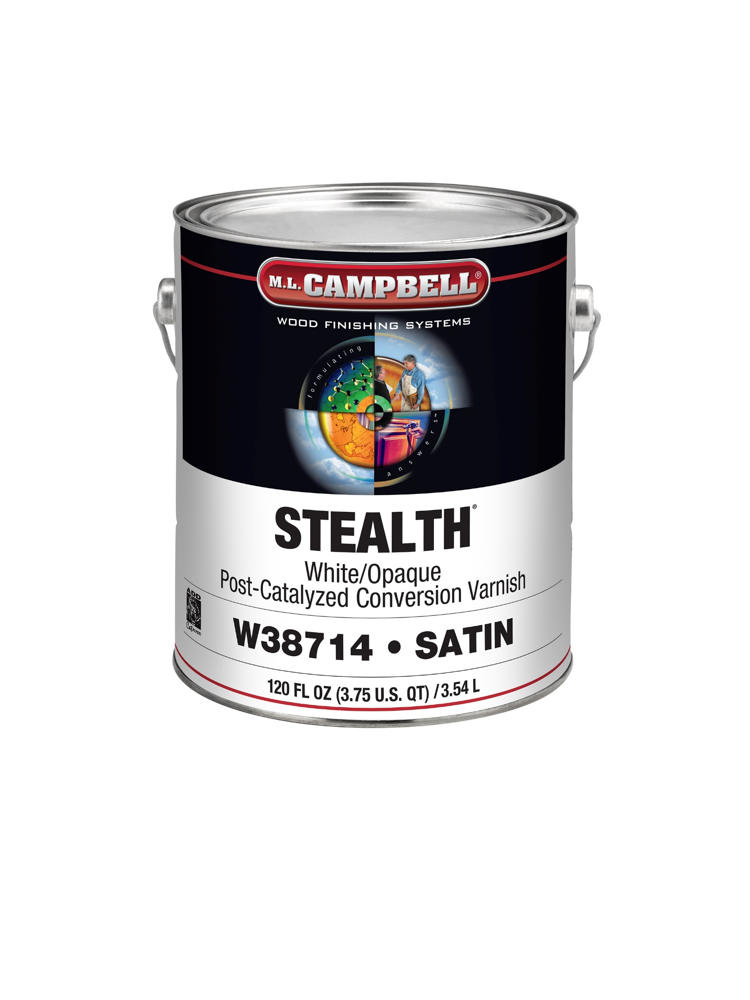 M.L. CAMPBELL®
WOOD FINISHING SYSTEMS
formulating
answers™
STEALTH®
White/Opaque
Post-Catalyzed Conversion Varnish
ADD
CatALYST!
W38714 • SATIN
120 FL OZ (3.75 U.S. QT) / 3.54 L